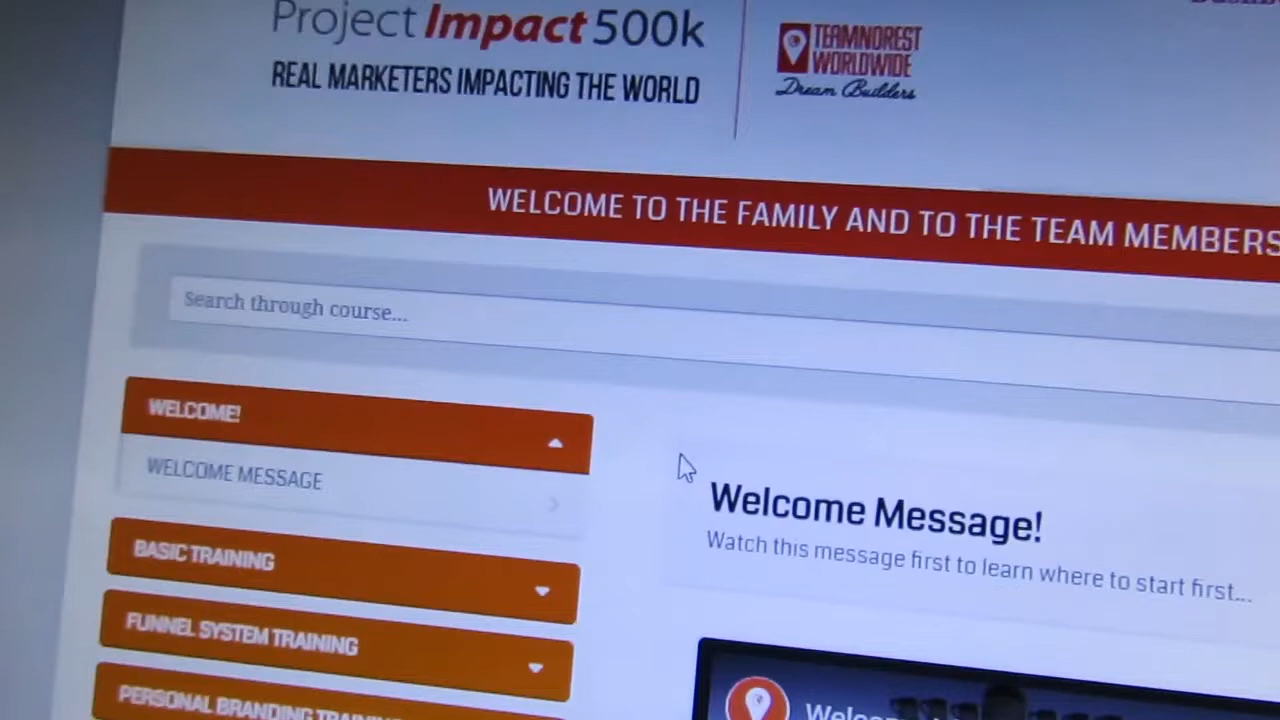 Project Impact 500k
REAL MARKETERS IMPACTING THE WORLD
TEAMNOREST
WORLDWIDE
Dream Builders
WELCOME TO THE FAMILY AND TO THE TEAM MEMBERS
Search through course...
WELCOME!
WELCOME MESSAGE
BASIC TRAINING
FUNNEL SYSTEM TRAINING
PERSONAL BRANDING
Welcome Message!
Watch this message first to learn where to start first...